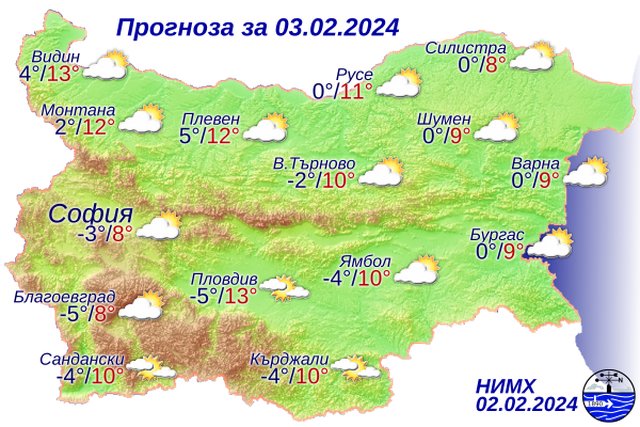 Прогноза за 03.02.2024
Силистра
0°/8°
Видин
4°/13°
Русе
0°/11°
Монтана
2°/12°
Плевен
5°/12°
Шумен
0°/9°
В.Търново
-2°/10°
Варна
0°/9°
София
-3°/8°
Бургас
0°/9°
Ямбол
-4°/10°
Пловдив
-5°/13°
Благоевград
-5°/8°
Сандански
-4°/10°
Кърджали
-4°/10°
НИМХ
02.02.2024
N
1890